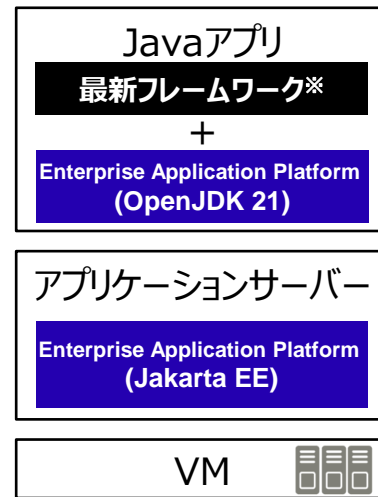 Javaアプリ
最新フレームワーク※
＋
Enterprise Application Platform
(OpenJDK 21)
アプリケーションサーバー
Enterprise Application Platform
(Jakarta EE)
VM